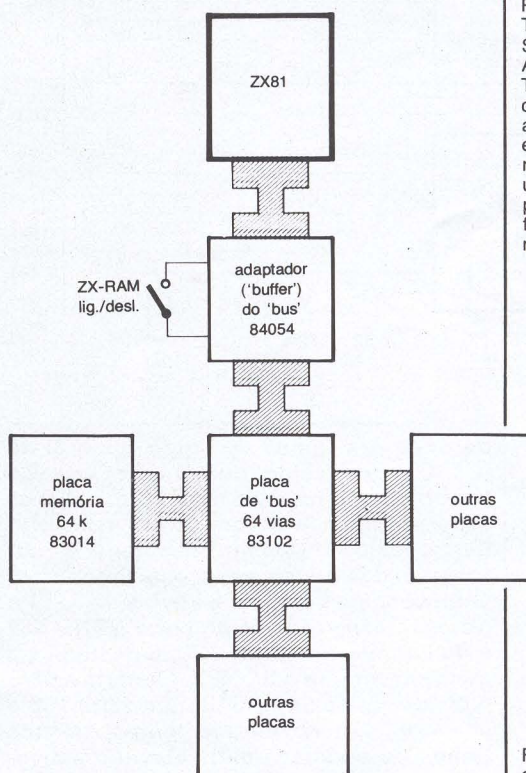 ZX81
ZX-RAM
lig./desl.
adaptador
('buffer')
do 'bus'
84054
placa
memória
64 k
83014
placa
de 'bus'
64 vias
83102
outras
placas
outras
placas